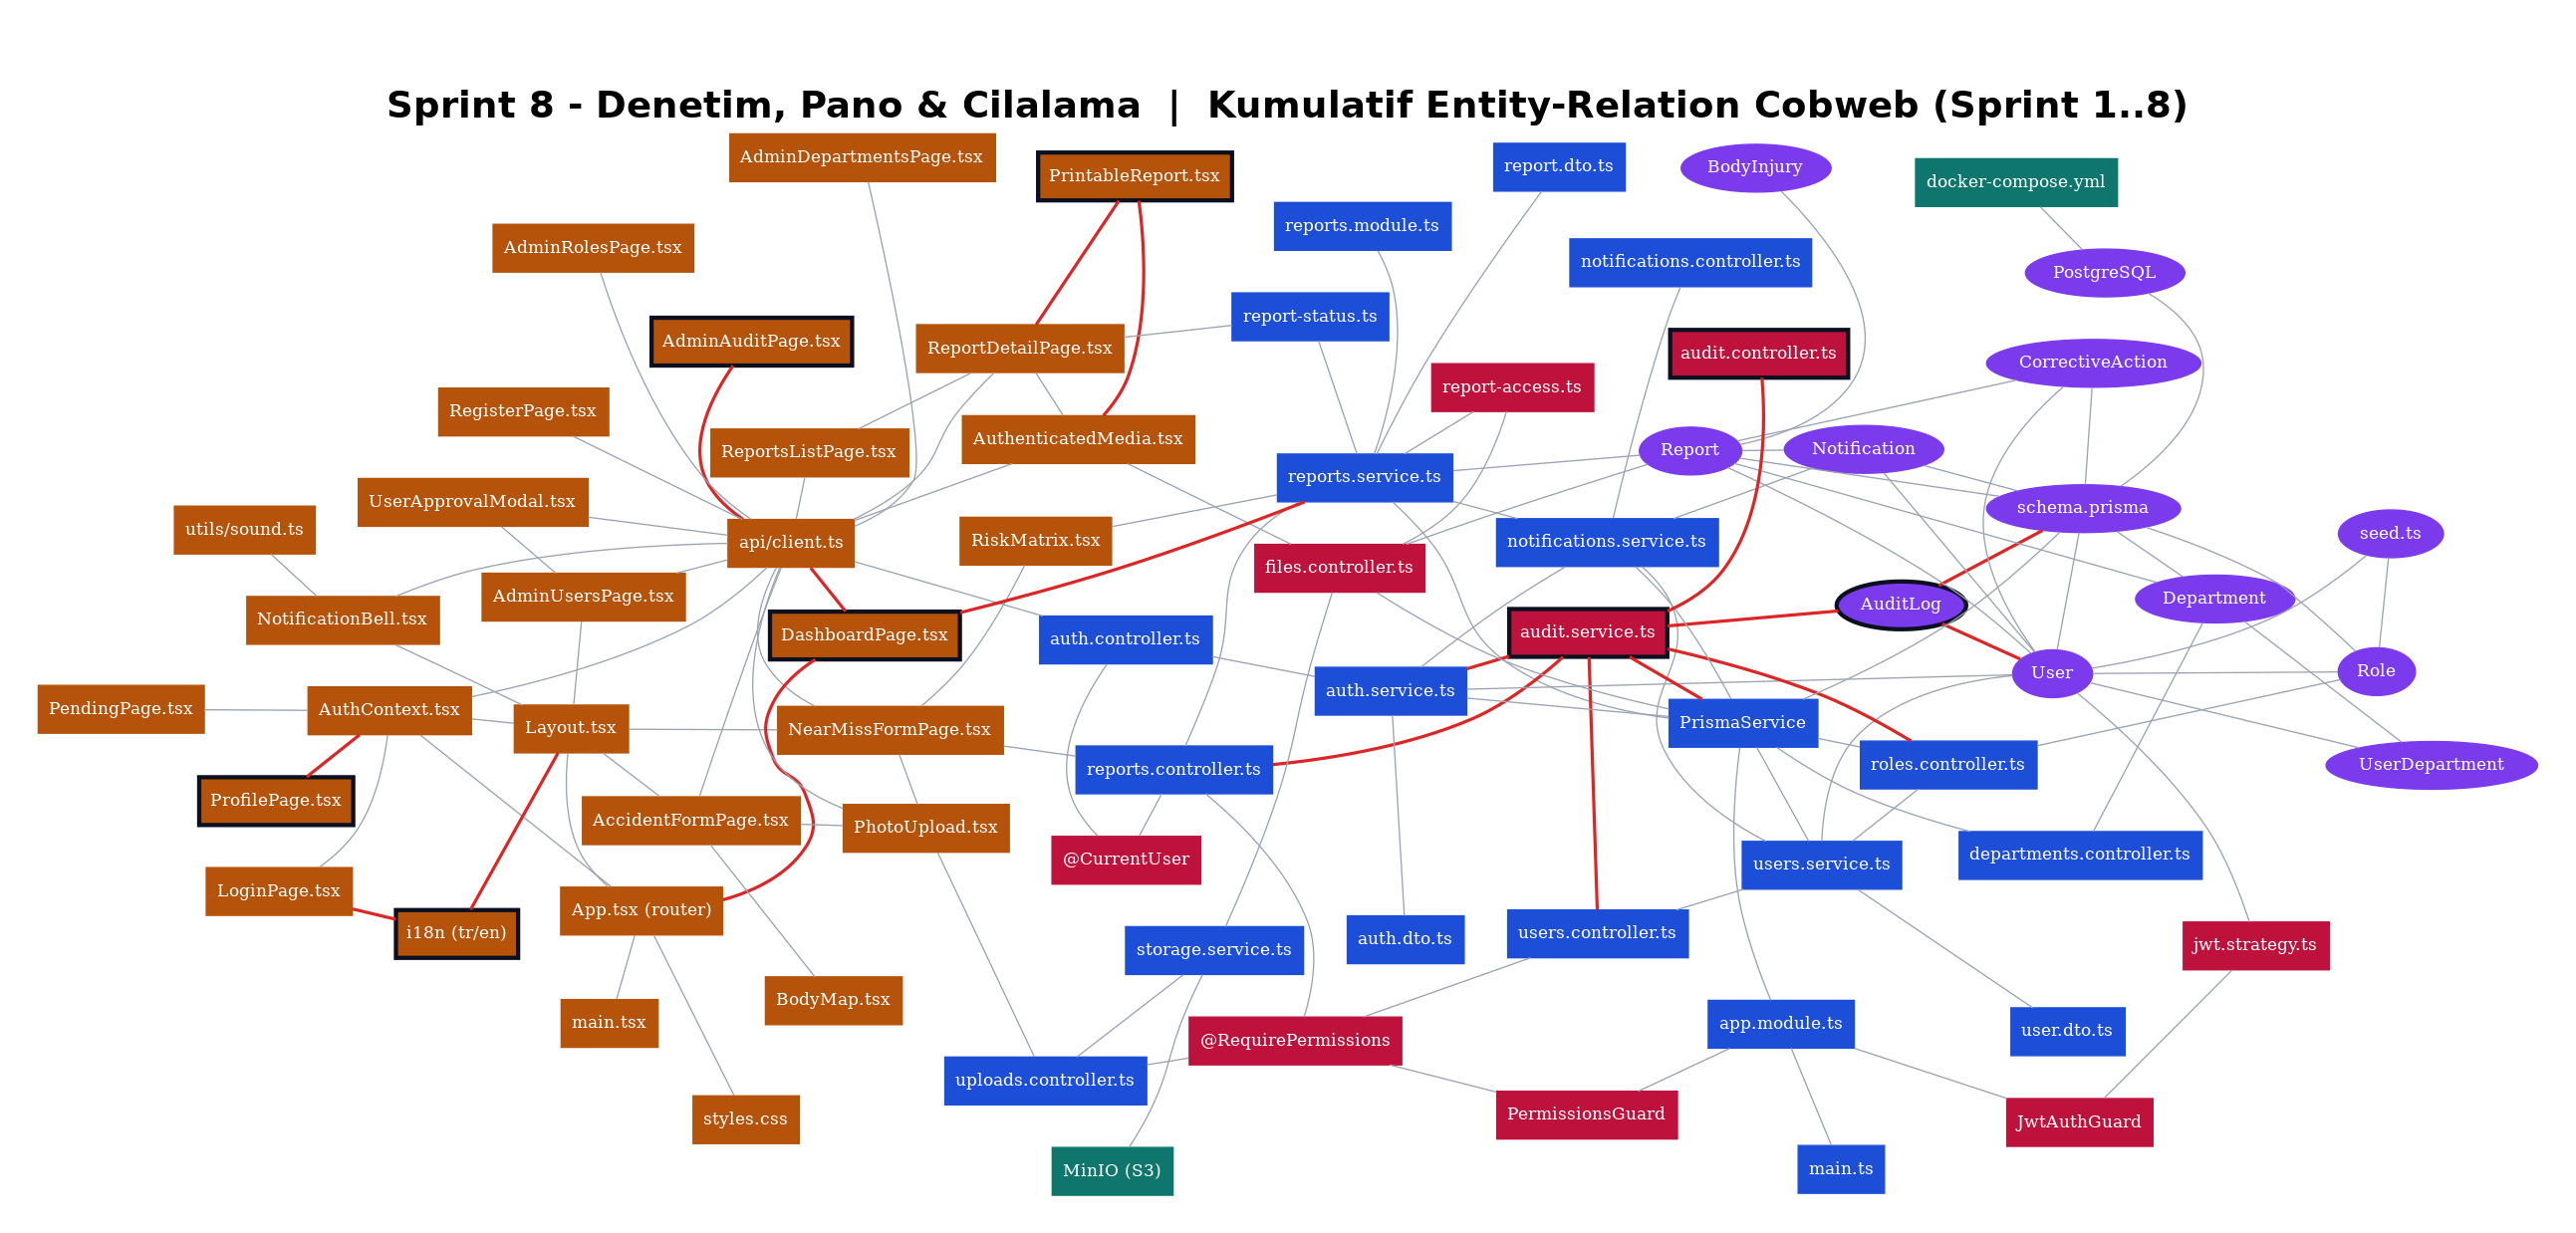 Sprint 8 - Denetim, Pano & Cilalama | Kumulatif Entity-Relation Cobweb (Sprint 1..8)
AdminDepartmentsPage.tsx
PrintableReport.tsx
report.dto.ts
BodyInjury
docker-compose.yml
reports.module.ts
AdminRolesPage.tsx
notifications.controller.ts
PostgreSQL
report-status.ts
AdminAuditPage.tsx
ReportDetailPage.tsx
audit.controller.ts
CorrectiveAction
report-access.ts
RegisterPage.tsx
ReportsListPage.tsx
AuthenticatedMedia.tsx
Report
Notification
reports.service.ts
UserApprovalModal.tsx
schema.prisma
utils/sound.ts
api/client.ts
RiskMatrix.tsx
notifications.service.ts
seed.ts
files.controller.ts
AdminUsersPage.tsx
Department
AuditLog
NotificationBell.tsx
DashboardPage.tsx
auth.controller.ts
audit.service.ts
User
Role
auth.service.ts
PendingPage.tsx
AuthContext.tsx
Layout.tsx
NearMissFormPage.tsx
PrismaService
reports.controller.ts
roles.controller.ts
UserDepartment
ProfilePage.tsx
AccidentFormPage.tsx
PhotoUpload.tsx
@CurrentUser
users.service.ts
departments.controller.ts
LoginPage.tsx
App.tsx (router)
i18n (tr/en)
storage.service.ts
auth.dto.ts
users.controller.ts
jwt.strategy.ts
BodyMap.tsx
main.tsx
@RequirePermissions
app.module.ts
user.dto.ts
uploads.controller.ts
styles.css
PermissionsGuard
JwtAuthGuard
MinIO (S3)
main.ts